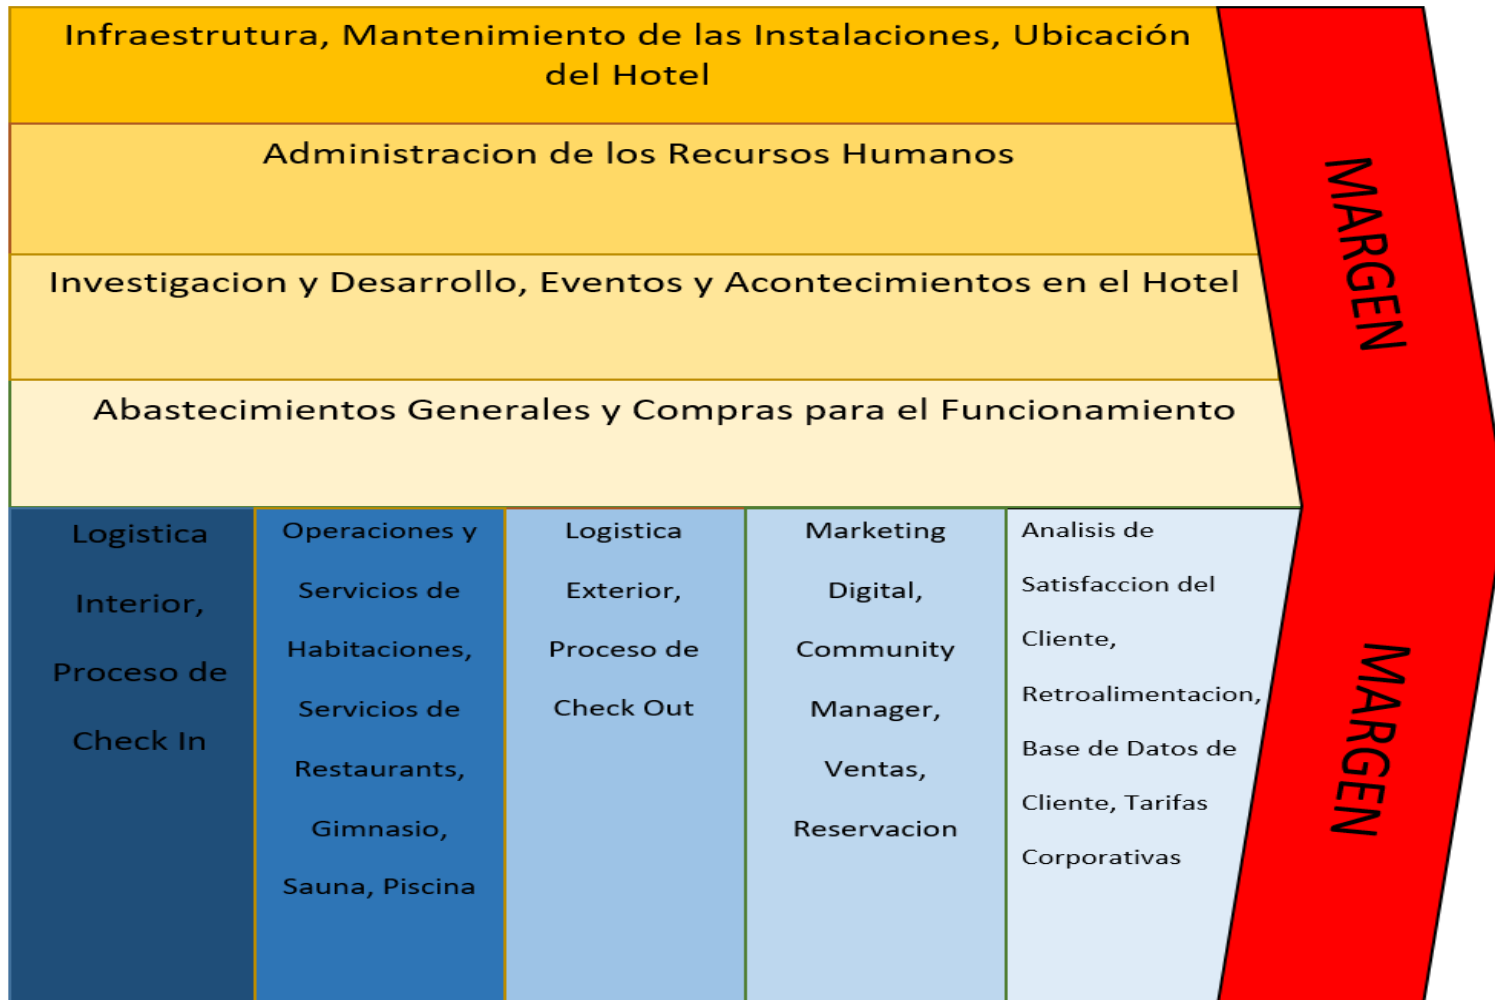 Infraestrutura, Mantenimiento de las Instalaciones, Ubicación
del Hotel
Administracion de los Recursos Humanos
Investigacion y Desarrollo, Eventos y Acontecimientos en el Hotel
Abastecimientos Generales y Compras para el Funcionamiento
Logistica
Interior,
Proceso de
Check In
Operaciones y
Servicios de
Habitaciones,
Servicios de
Restaurants,
Gimnasio,
Sauna, Piscina
Logistica
Exterior,
Proceso de
Check Out
Marketing
Digital,
Community
Manager,
Ventas,
Reservacion
Analisis de
Satisfaccion del
Cliente,
Retroalimentacion,
Base de Datos de
Cliente, Tarifas
Corporativas
MARGEN
MARGEN